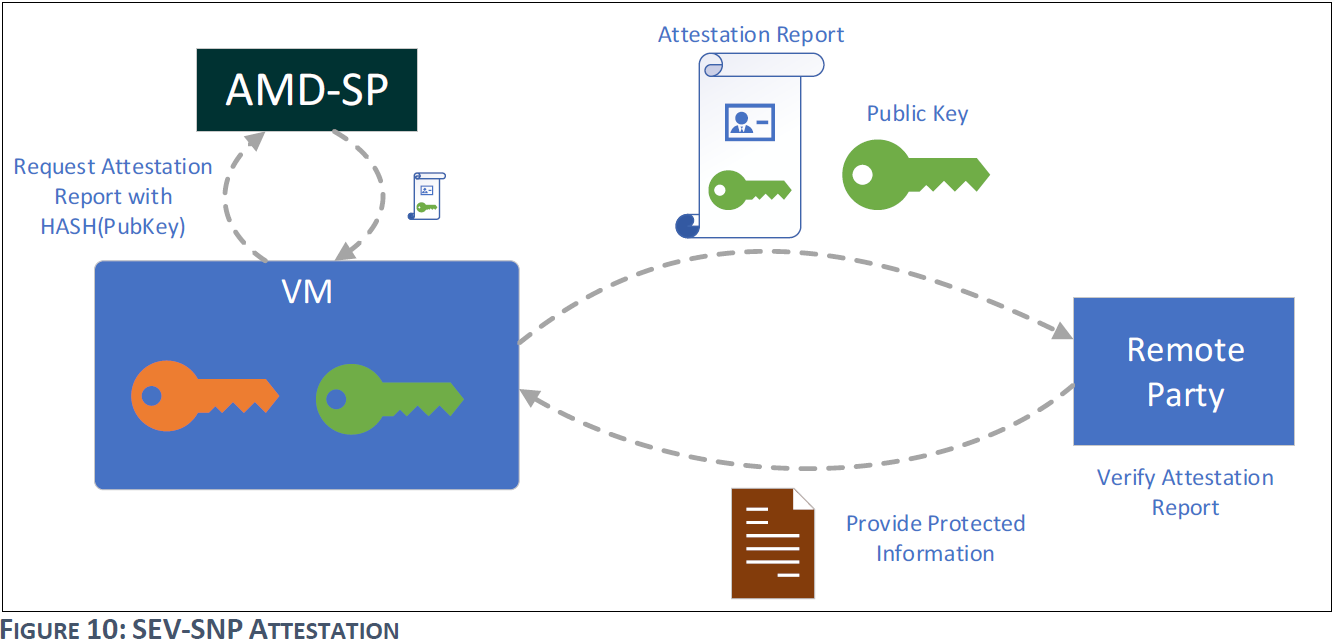 Attestation Report
AMD-SP
Public Key
Request Attestation
Report with
HASH(PubKey)
VM
Remote
Party
Verify Attestation
Report
Provide Protected
Information
FIGURE 10: SEV-SNP ATTESTATION